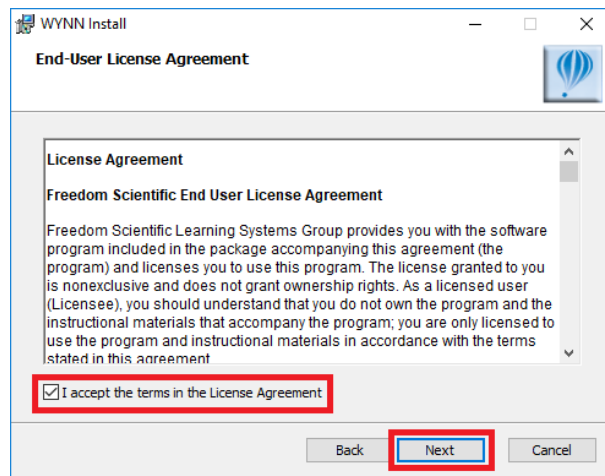 WYNN Install
End-User License Agreement
License Agreement
Freedom Scientific End User License Agreement
Freedom Scientific Learning Systems Group provides you with the software
program included in the package accompanying this agreement (the
program) and licenses you to use this program. The license granted to you
is nonexclusive and does not grant ownership rights. As a licensed user
(Licensee), you should understand that you do not own the program and the
instructional materials that accompany the program; you are only licensed to
use the program and instructional materials in accordance with the terms
stated in this agreement
I accept the terms in the License Agreement
Back Next Cancel